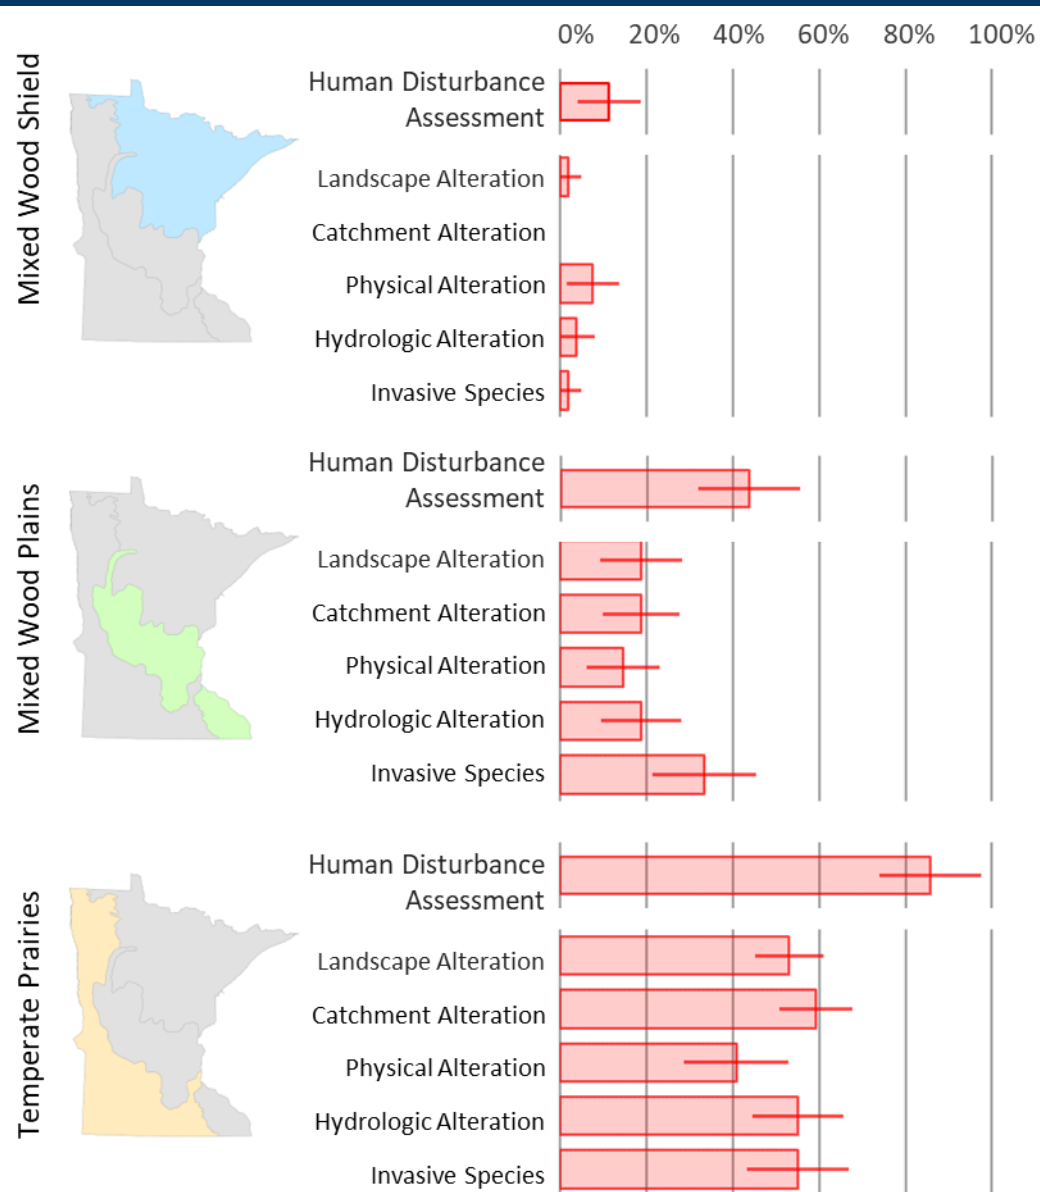 0% 20% 40% 60% 80% 100%
Mixed Wood Shield
Human Disturbance
Assessment
Landscape Alteration
Catchment Alteration
Physical Alteration
Hydrologic Alteration
Invasive Species
Mixed Wood Plains
Human Disturbance
Assessment
Landscape Alteration
Catchment Alteration
Physical Alteration
Hydrologic Alteration
Invasive Species
Temperate Prairies
Human Disturbance
Assessment
Landscape Alteration
Catchment Alteration
Physical Alteration
Hydrologic Alteration
Invasive Species